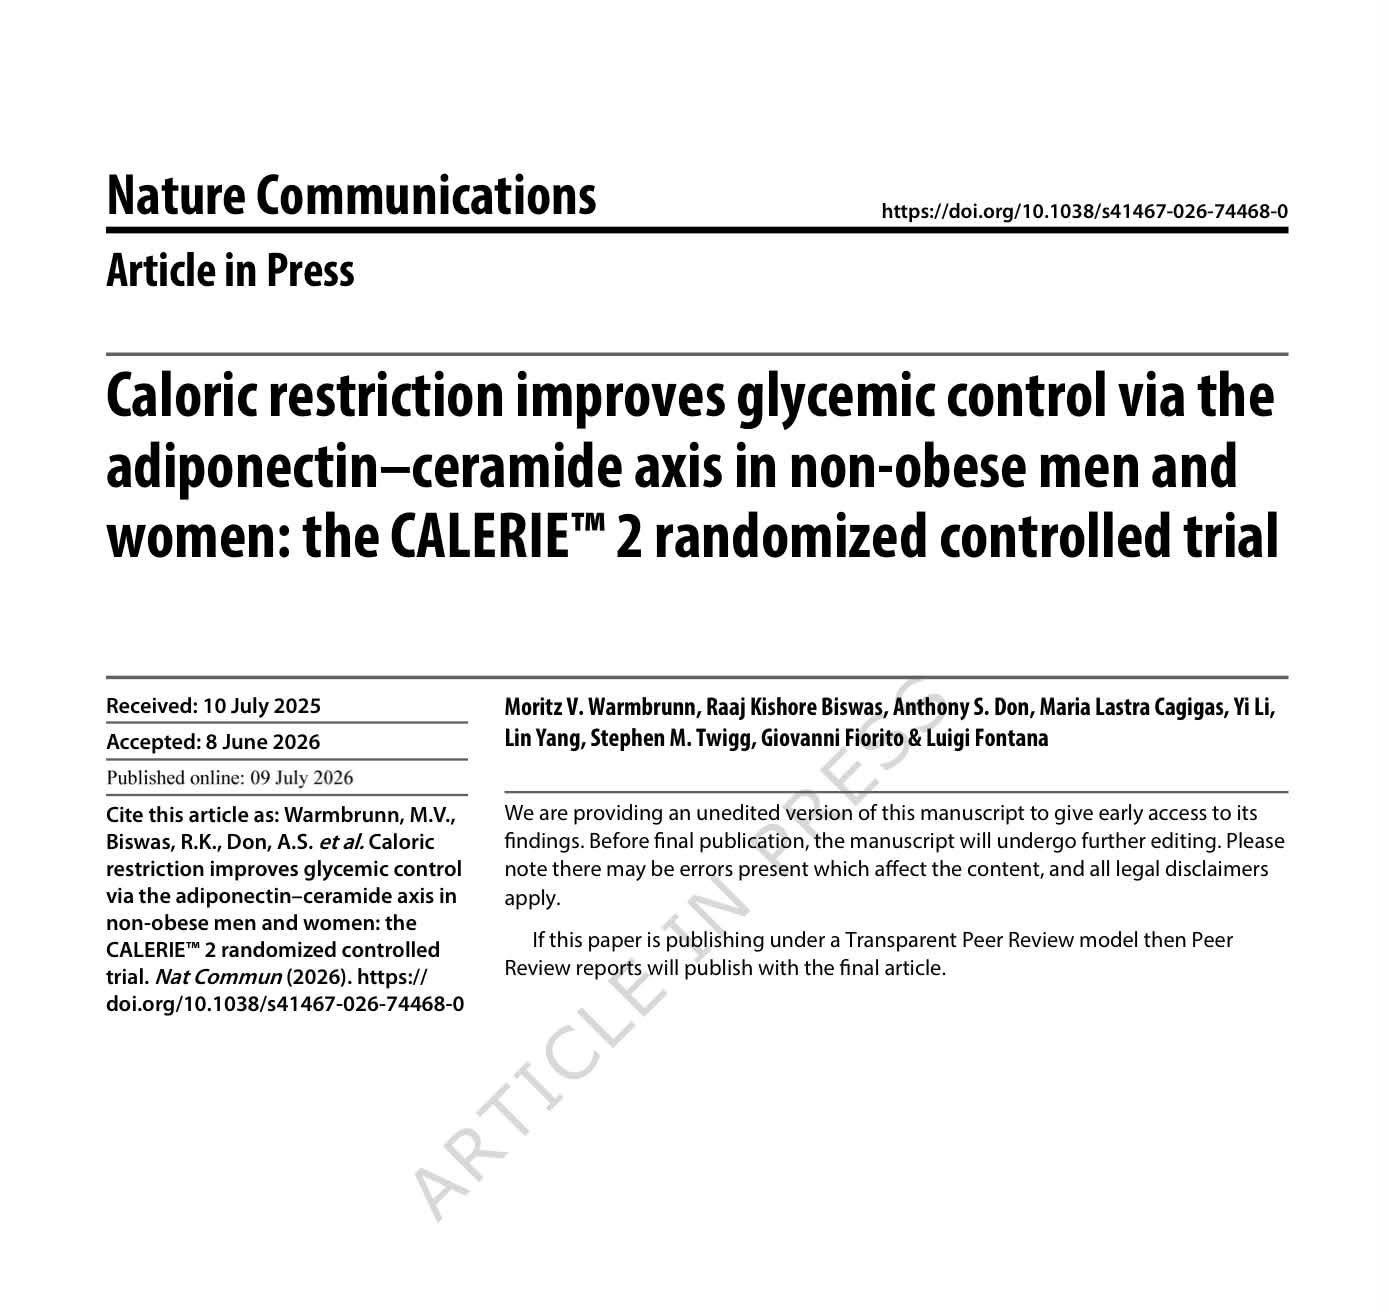 Nature Communications
https://doi.org/10.1038/s41467-026-74468-0
Article in Press
Caloric restriction improves glycemic control via the
adiponectin–ceramide axis in non-obese men and
women: the CALERIE™ 2 randomized controlled trial
Received: 10 July 2025
Accepted: 8 June 2026
Published online: 09 July 2026
Cite this article as: Warmbrunn, M.V.,
Biswas, R.K., Don, A.S. et al. Caloric
restriction improves glycemic control
via the adiponectin–ceramide axis in
non-obese men and women: the
CALERIE™ 2 randomized controlled
trial. Nat Commun (2026). https://
doi.org/10.1038/s41467-026-74468-0
Moritz V. Warmbrunn, Raaj Kishore Biswas, Anthony S. Don, Maria Lastra Cagigas, Yi Li,
Lin Yang, Stephen M. Twigg, Giovanni Fiorito & Luigi Fontana
We are providing an unedited version of this manuscript to give early access to its
findings. Before final publication, the manuscript will undergo further editing. Please
note there may be errors present which affect the content, and all legal disclaimers
apply.
If this paper is publishing under a Transparent Peer Review model then Peer
Review reports will publish with the final article.
ARTICLE IN PRESS